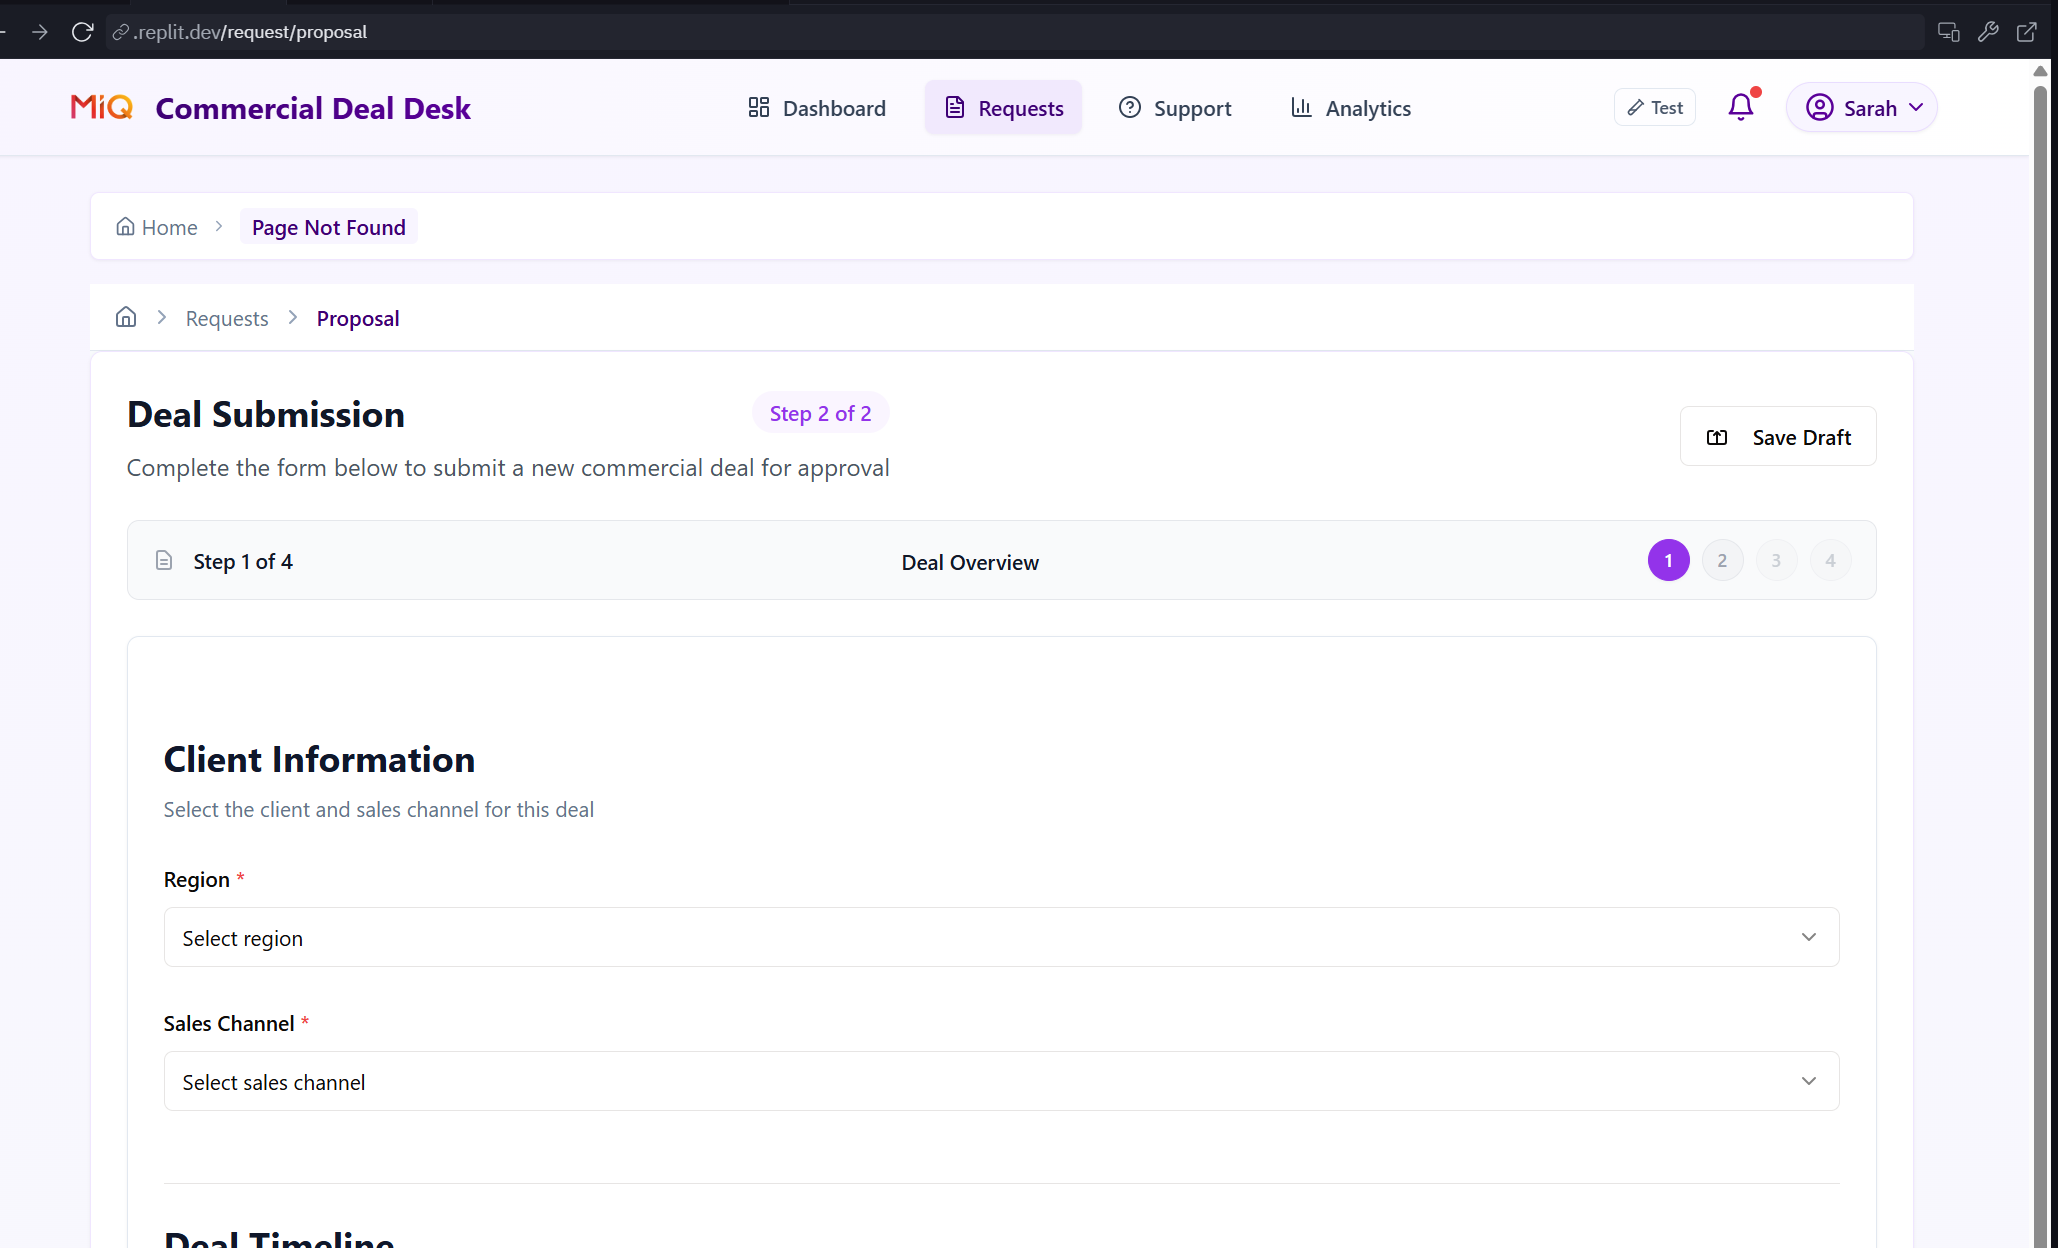 .replit.dev/request/proposal
MiQ Commercial Deal Desk Dashboard Requests Support Analytics Test Sarah
Home Page Not Found
Requests Proposal
Deal Submission Step 2 of 2
Save Draft
Complete the form below to submit a new commercial deal for approval
Step 1 of 4 Deal Overview 1 2 3 4
Client Information
Select the client and sales channel for this deal
Region *
Select region
Sales Channel *
Select sales channel
Deal Timeline